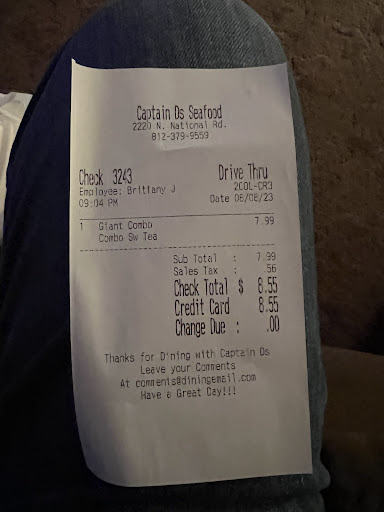 Captain Ds Seafood
2220 N. National Rd.
812-379-9559
Check 3243 Drive Thru
Employee: Brittany J 200L-CR3
09:04 PM Date 06/08/23
1 Giant Combo 7.99
Combo Sw Tea
Sub Total : 7.99
Sales Tax : .56
Check Total $ 8.55
Credit Card 8.55
Change Due : .00
Thanks for Dining with Captain Ds
Leave your Comments
At comments@diningemail.com
Have a Great Day!!!